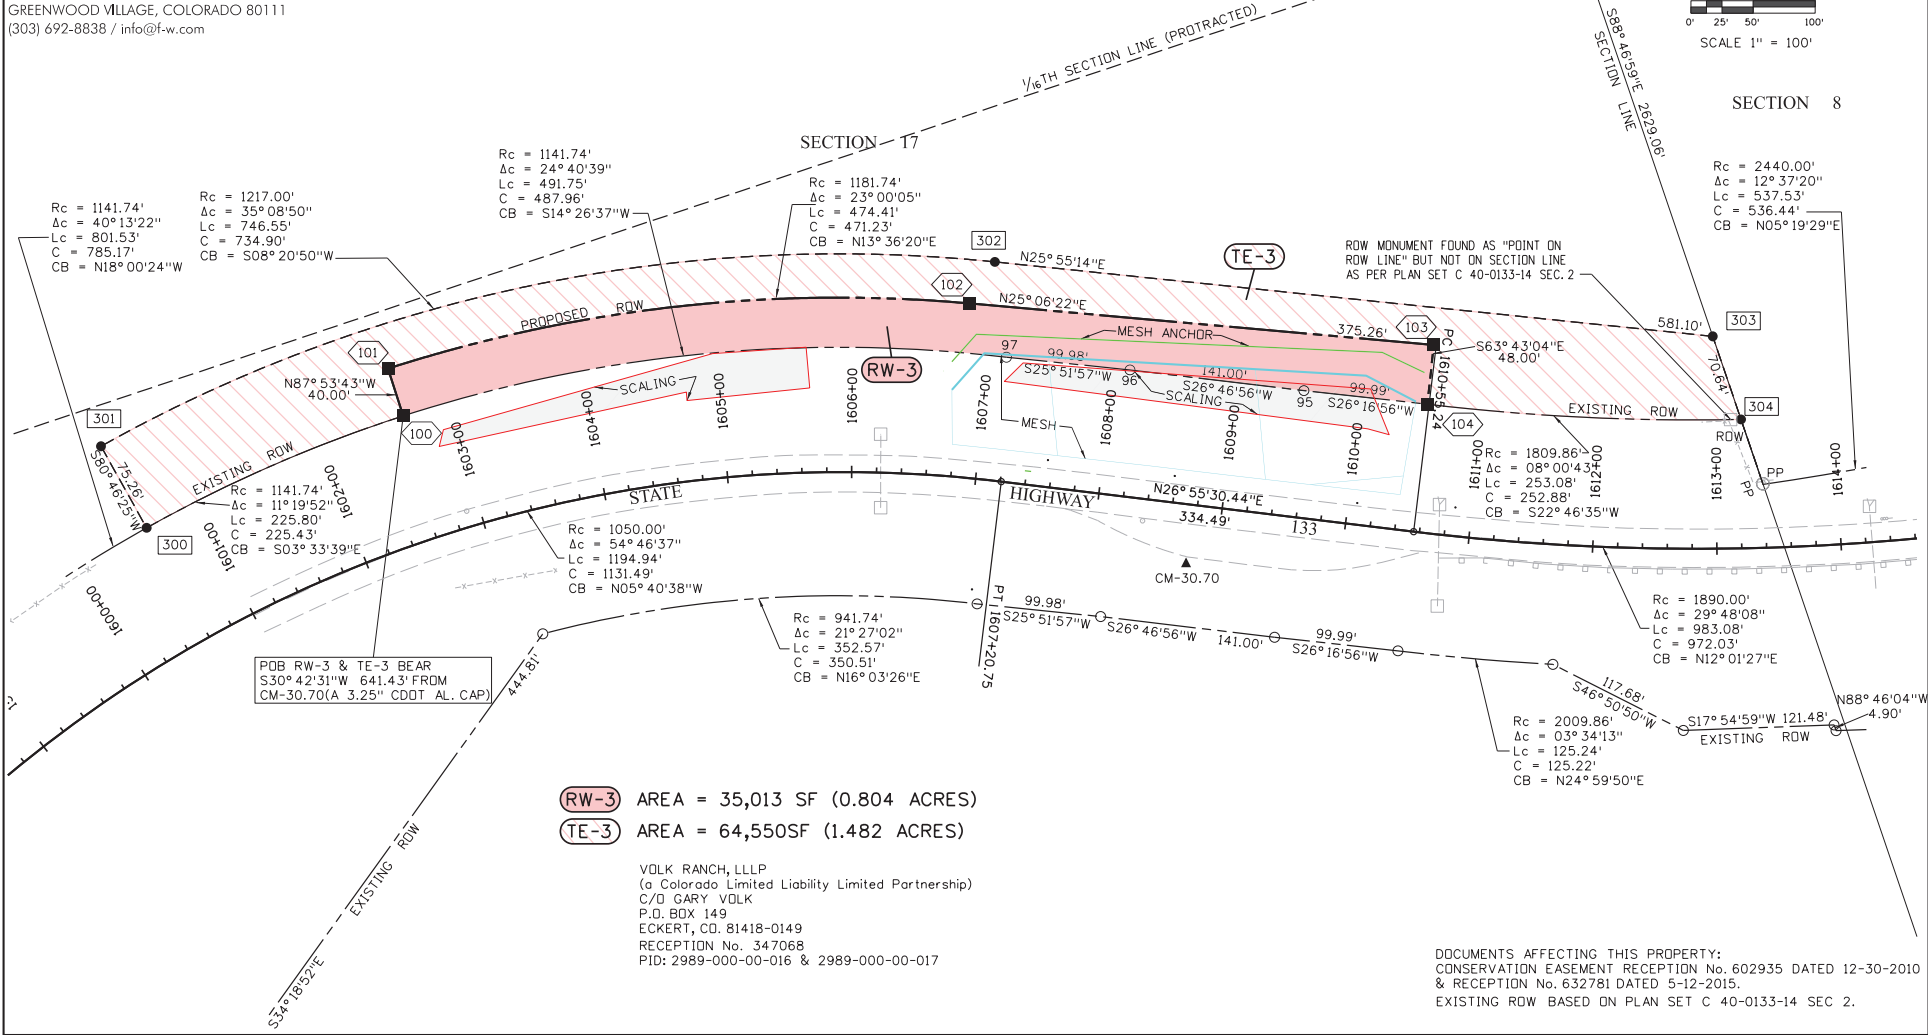 GREENWOOD VILLAGE, COLORADO 80111
(303) 692-8838 / info@f-w.com
0' 25' 50' 100'
SCALE 1" = 100'
1/16TH SECTION LINE (PROTRACTED)
S88°46'59"E 2629.06'
SECTION LINE
SECTION 8
SECTION 17
Rc = 1141.74'
Δc = 40°13'22"
Lc = 801.53'
C = 785.17'
CB = N18°00'24"W
Rc = 1217.00'
Δc = 35°08'50"
Lc = 746.55'
C = 734.90'
CB = S08°20'50"W
Rc = 1141.74'
Δc = 24°40'39"
Lc = 491.75'
C = 487.96'
CB = S14°26'37"W
Rc = 1181.74'
Δc = 23°00'05"
Lc = 474.41'
C = 471.23'
CB = N13°36'20"E
Rc = 2440.00'
Δc = 12°37'20"
Lc = 537.53'
C = 536.44'
CB = N05°19'29"E
302
N25°55'14"E
TE-3
ROW MONUMENT FOUND AS "POINT ON
ROW LINE" BUT NOT ON SECTION LINE
AS PER PLAN SET C 40-0133-14 SEC.2
102
N25°06'22"E
375.26'
103
581.10'
303
PROPOSED ROW
MESH ANCHOR
PC 1610+55.24
S63°43'04"E
48.00'
70.64'
101
N87°53'43"W
40.00'
RW-3
97
99.98'
S25°51'57"W
96
141.00'
S26°46'56"W
95
99.99'
S26°16'56"W
SCALING
SCALING
MESH
301
100
104
304
EXISTING ROW
ROW
S80°46'25"W
75.26'
EXISTING ROW
300
1600+00
1601+00
1602+00
1603+00
1604+00
1605+00
1606+00
1607+00
1608+00
1609+00
1610+00
1611+00
1612+00
1613+00
1614+00
PP
PP
Rc = 1141.74'
Δc = 11°19'52"
Lc = 225.80'
C = 225.43'
CB = S03°33'39"E
Rc = 1809.86'
Δc = 08°00'43"
Lc = 253.08'
C = 252.88'
CB = S22°46'35"W
STATE HIGHWAY 133
N26°55'30.44"E
334.49'
Rc = 1050.00'
Δc = 54°46'37"
Lc = 1194.94'
C = 1131.49'
CB = N05°40'38"W
CM-30.70
PT 1607+20.75
Rc = 941.74'
Δc = 21°27'02"
Lc = 352.57'
C = 350.51'
CB = N16°03'26"E
99.98'
S25°51'57"W
S26°46'56"W
141.00'
99.99'
S26°16'56"W
Rc = 1890.00'
Δc = 29°48'08"
Lc = 983.08'
C = 972.03'
CB = N12°01'27"E
POB RW-3 & TE-3 BEAR
S30°42'31"W 641.43' FROM
CM-30.70(A 3.25" CDOT AL. CAP)
444.81'
EXISTING ROW
S34°18'52"E
117.68'
S46°50'50"W
S17°54'59"W 121.48'
EXISTING ROW
N88°46'04"W
4.90'
Rc = 2009.86'
Δc = 03°34'13"
Lc = 125.24'
C = 125.22'
CB = N24°59'50"E
RW-3 AREA = 35,013 SF (0.804 ACRES)
TE-3 AREA = 64,550SF (1.482 ACRES)
VOLK RANCH, LLLP
(a Colorado Limited Liability Limited Partnership)
C/O GARY VOLK
P.O. BOX 149
ECKERT, CO. 81418-0149
RECEPTION No. 347068
PID: 2989-000-00-016 & 2989-000-00-017
DOCUMENTS AFFECTING THIS PROPERTY:
CONSERVATION EASEMENT RECEPTION No. 602935 DATED 12-30-2010
& RECEPTION No. 632781 DATED 5-12-2015.
EXISTING ROW BASED ON PLAN SET C 40-0133-14 SEC 2.